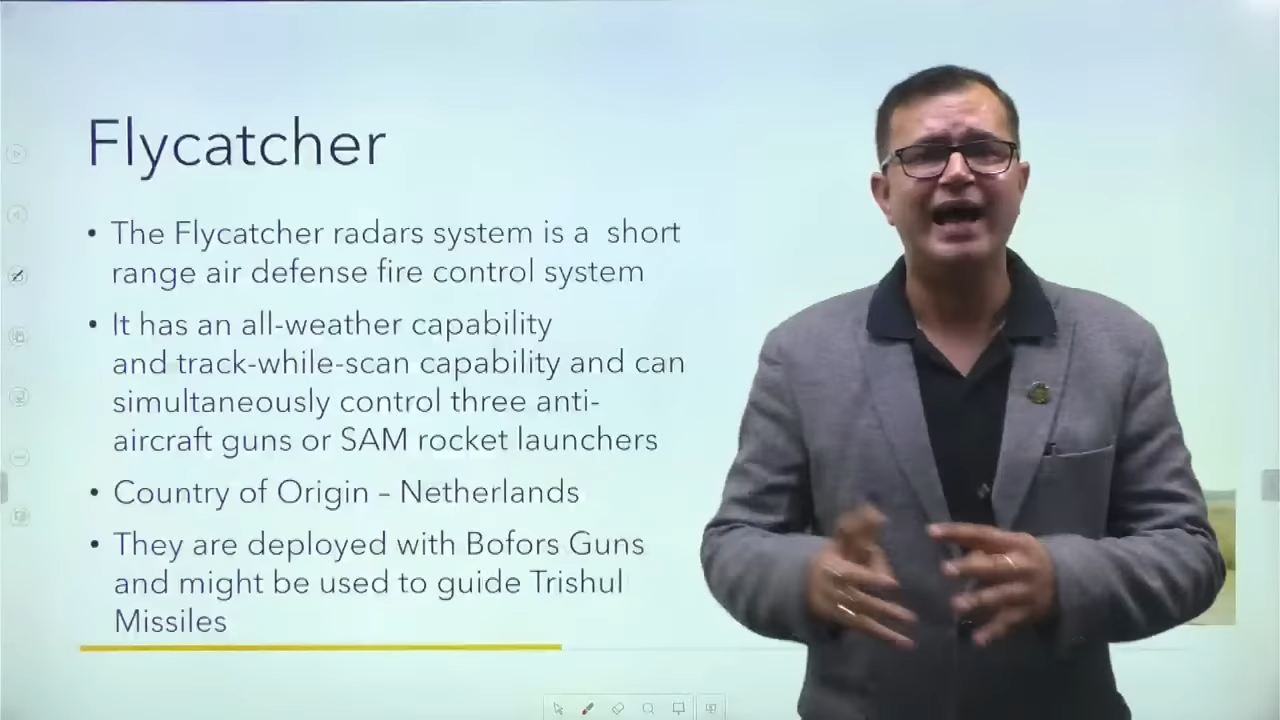 Flycatcher
• The Flycatcher radars system is a short
range air defense fire control system
• It has an all-weather capability
and track-while-scan capability and can
simultaneously control three anti-
aircraft guns or SAM rocket launchers
• Country of Origin – Netherlands
• They are deployed with Bofors Guns
and might be used to guide Trishul
Missiles